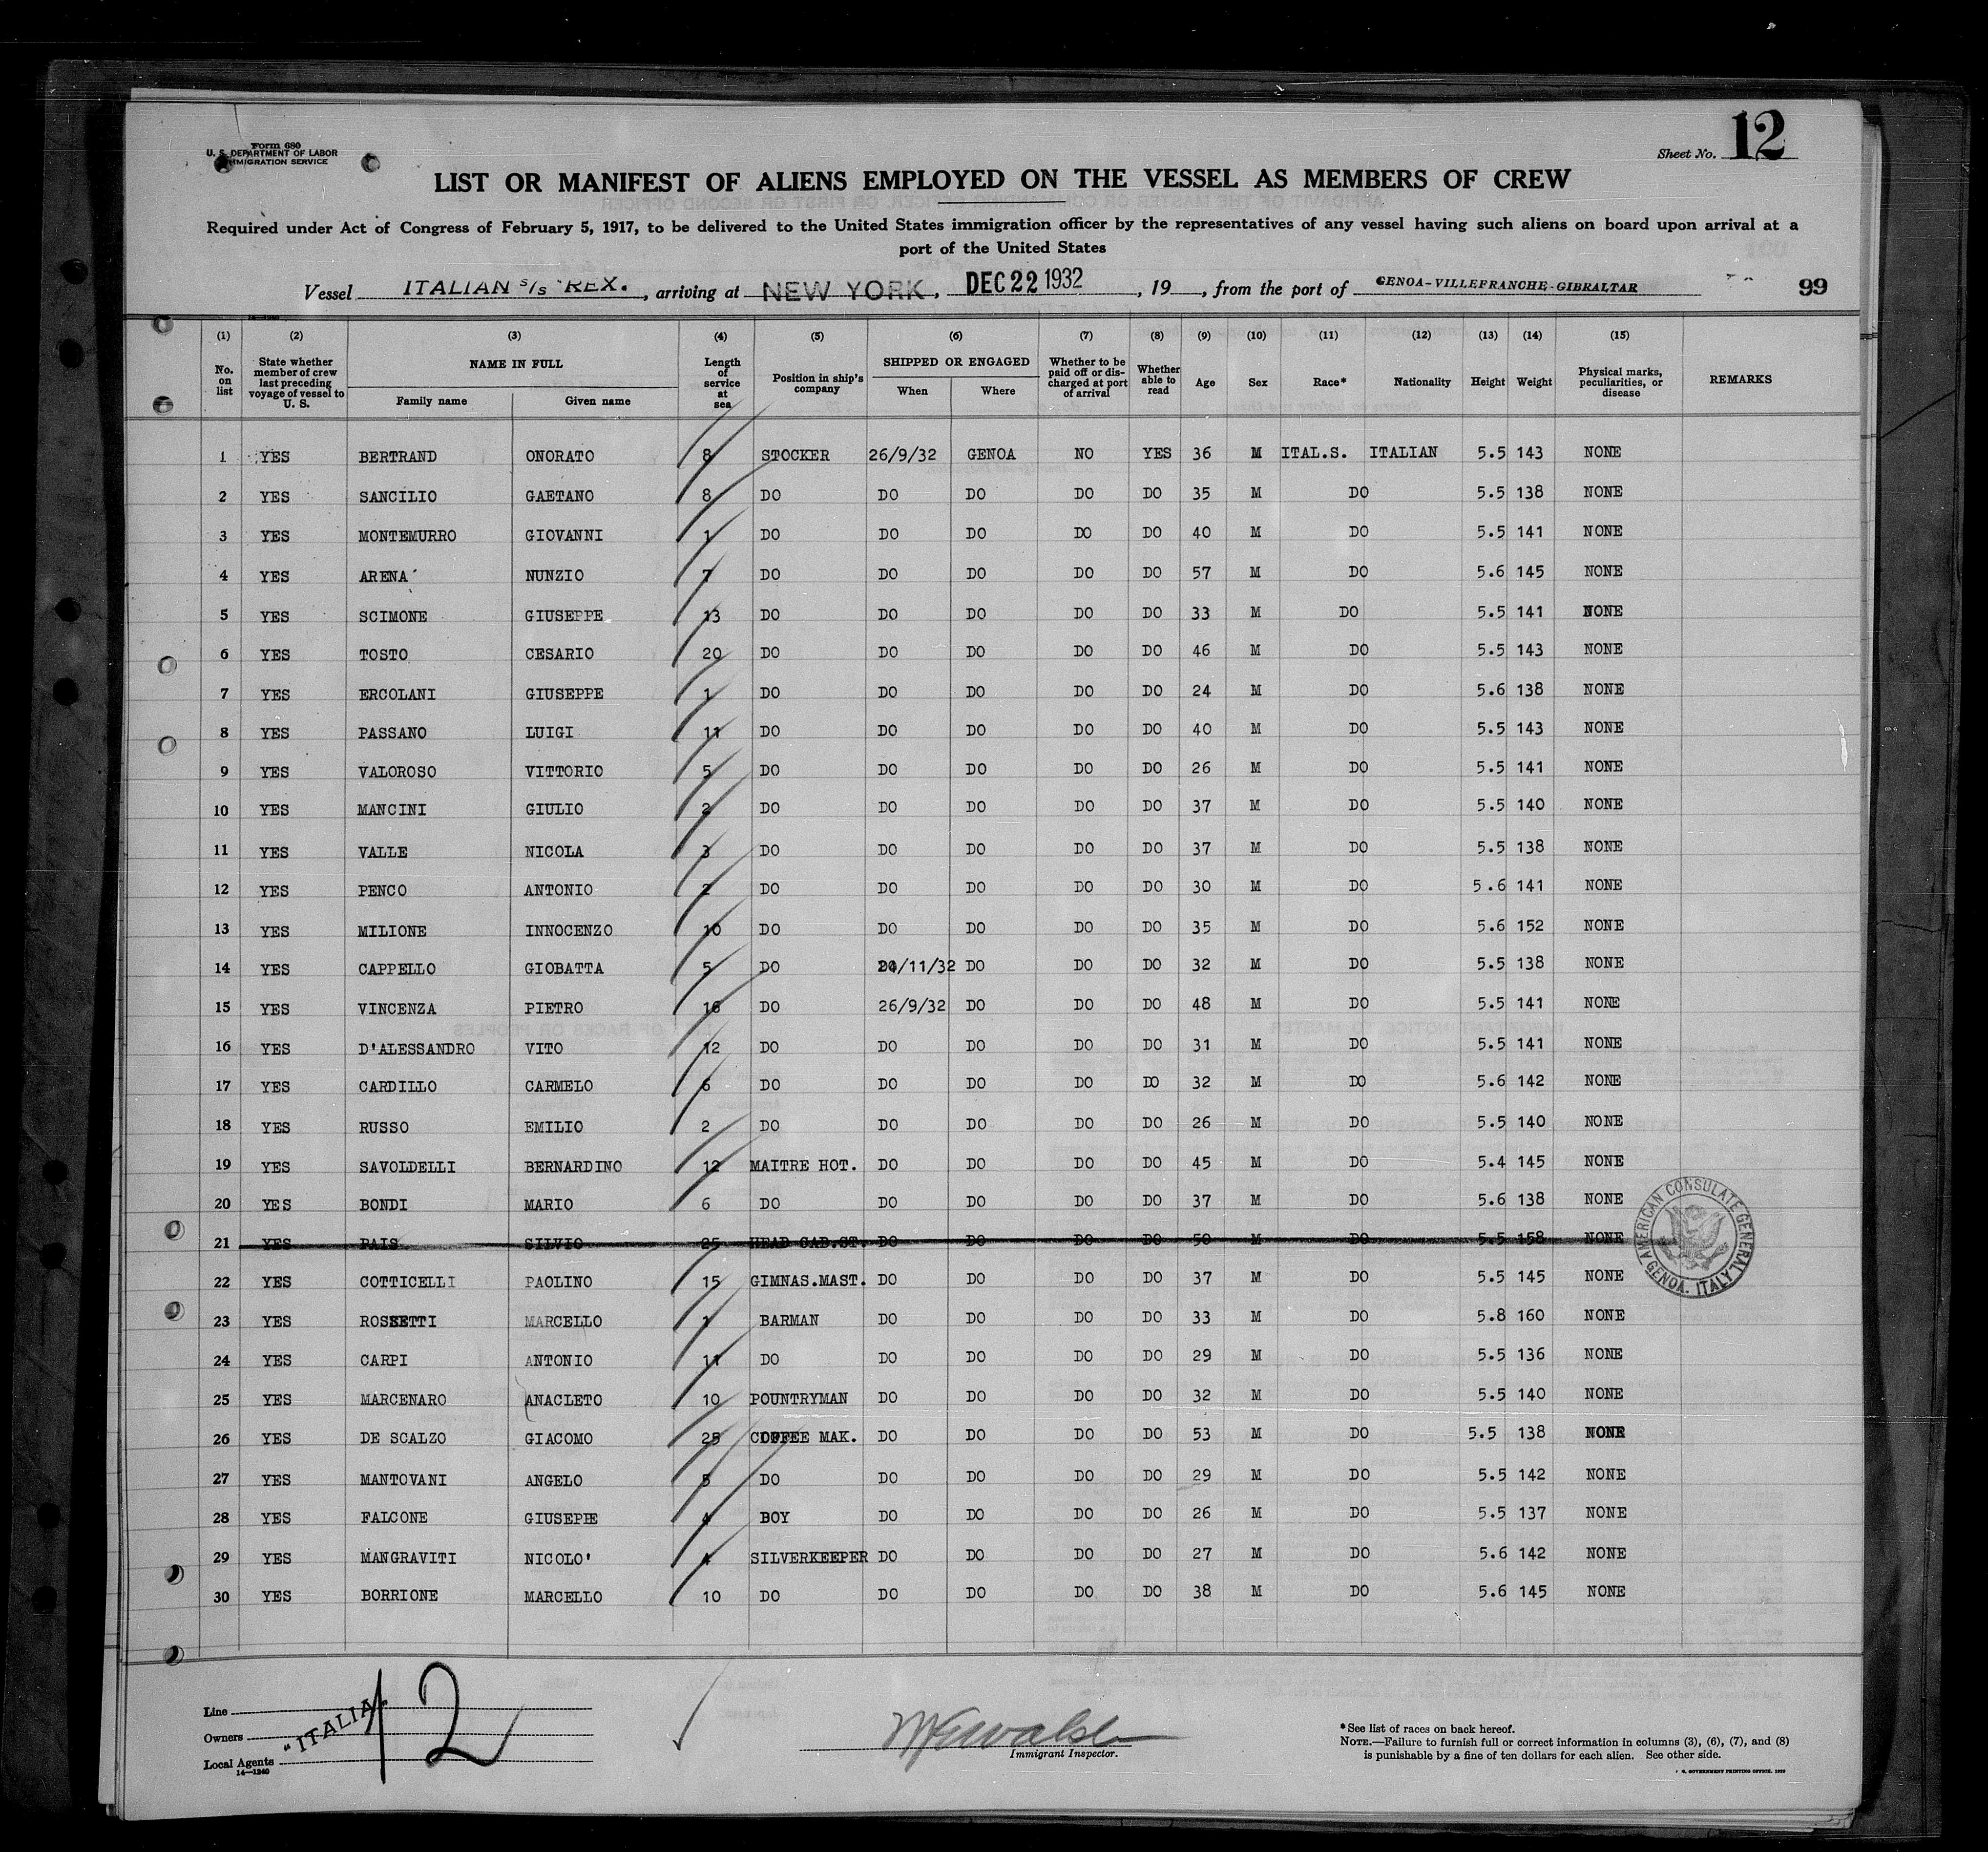 Form 680
U. S. DEPARTMENT OF LABOR
IMMIGRATION SERVICE
Sheet No. 12
LIST OR MANIFEST OF ALIENS EMPLOYED ON THE VESSEL AS MEMBERS OF CREW
Required under Act of Congress of February 5, 1917, to be delivered to the United States immigration officer by the representatives of any vessel having such aliens on board upon arrival at a
port of the United States
Vessel ITALIAN S/S "REX. , arriving at NEW YORK, DEC 22 1932, 19 , from the port of GENOA-VILLEFRANCHE-GIBRALTAR 99
(1) (2) (3) (4) (5) (6) (7) (8) (9) (10) (11) (12) (13) (14) (15)
No. on list State whether member of crew last preceding voyage of vessel to U. S. NAME IN FULL Family name Given name Length of service at sea Position in ship's company SHIPPED OR ENGAGED When Where Whether to be paid off or discharged at port of arrival Whether able to read Age Sex Race* Nationality Height Weight Physical marks, peculiarities, or disease REMARKS
1 YES BERTRAND ONORATO 8 STOCKER 26/9/32 GENOA NO YES 36 M ITAL.S. ITALIAN 5.5 143 NONE
2 YES SANCILIO GAETANO 8 DO DO DO DO DO 35 M DO 5.5 138 NONE
3 YES MONTEMURRO GIOVANNI 1 DO DO DO DO DO 40 M DO 5.5 141 NONE
4 YES ARENA' NUNZIO 7 DO DO DO DO DO 57 M DO 5.6 145 NONE
5 YES SCIMONE GIUSEPPE 13 DO DO DO DO DO 33 M DO 5.5 141 NONE
6 YES TOSTO CESARIO 20 DO DO DO DO DO 46 M DO 5.5 143 NONE
7 YES ERCOLANI GIUSEPPE 1 DO DO DO DO DO 24 M DO 5.6 138 NONE
8 YES PASSANO LUIGI 11 DO DO DO DO DO 40 M DO 5.5 143 NONE
9 YES VALOROSO VITTORIO 5 DO DO DO DO DO 26 M DO 5.5 141 NONE
10 YES MANCINI GIULIO 2 DO DO DO DO DO 37 M DO 5.5 140 NONE
11 YES VALLE NICOLA 3 DO DO DO DO DO 37 M DO 5.5 138 NONE
12 YES PENCO ANTONIO 2 DO DO DO DO DO 30 M DO 5.6 141 NONE
13 YES MILIONE INNOCENZO 10 DO DO DO DO DO 35 M DO 5.6 152 NONE
14 YES CAPPELLO GIOBATTA 5 DO /11/32 DO DO DO 32 M DO 5.5 138 NONE
15 YES VINCENZA PIETRO 16 DO 26/9/32 DO DO DO 48 M DO 5.5 141 NONE
16 YES D'ALESSANDRO VITO 12 DO DO DO DO DO 31 M DO 5.5 141 NONE
17 YES CARDILLO CARMELO 6 DO DO DO DO DO 32 M DO 5.6 142 NONE
18 YES RUSSO EMILIO 2 DO DO DO DO DO 26 M DO 5.5 140 NONE
19 YES SAVOLDELLI BERNARDINO 12 MAITRE HOT. DO DO DO DO 45 M DO 5.4 145 NONE
20 YES BONDI MARIO 6 DO DO DO DO DO 37 M DO 5.6 138 NONE
21 YES PAIS SILVIO 25 HEAD CAB.ST. DO DO DO DO 50 M DO 5.5 158 NONE
22 YES COTTICELLI PAOLINO 15 GIMNAS.MAST. DO DO DO DO 37 M DO 5.5 145 NONE
23 YES ROSSETTI MARCELLO 1 BARMAN DO DO DO DO 33 M DO 5.8 160 NONE
24 YES CARPI ANTONIO 11 DO DO DO DO DO 29 M DO 5.5 136 NONE
25 YES MARCENARO ANACLETO 10 POUNTRYMAN DO DO DO DO 32 M DO 5.5 140 NONE
26 YES DE SCALZO GIACOMO 25 COFFEE MAK. DO DO DO DO 53 M DO 5.5 138 NONE
27 YES MANTOVANI ANGELO 5 DO DO DO DO DO 29 M DO 5.5 142 NONE
28 YES FALCONE GIUSEPPE 4 BOY DO DO DO DO 26 M DO 5.5 137 NONE
29 YES MANGRAVITI NICOLO' 4 SILVERKEEPER DO DO DO DO 27 M DO 5.6 142 NONE
30 YES BORRIONE MARCELLO 10 DO DO DO DO DO 38 M DO 5.6 145 NONE
AMERICAN CONSULATE GENERAL
GENOA. ITALY
Line
Owners
Local Agents
"ITALIA"
12
14—1240
Immigrant Inspector.
*See list of races on back hereof.
NOTE.—Failure to furnish full or correct information in columns (3), (6), (7), and (8)
is punishable by a fine of ten dollars for each alien. See other side.
GOVERNMENT PRINTING OFFICE.